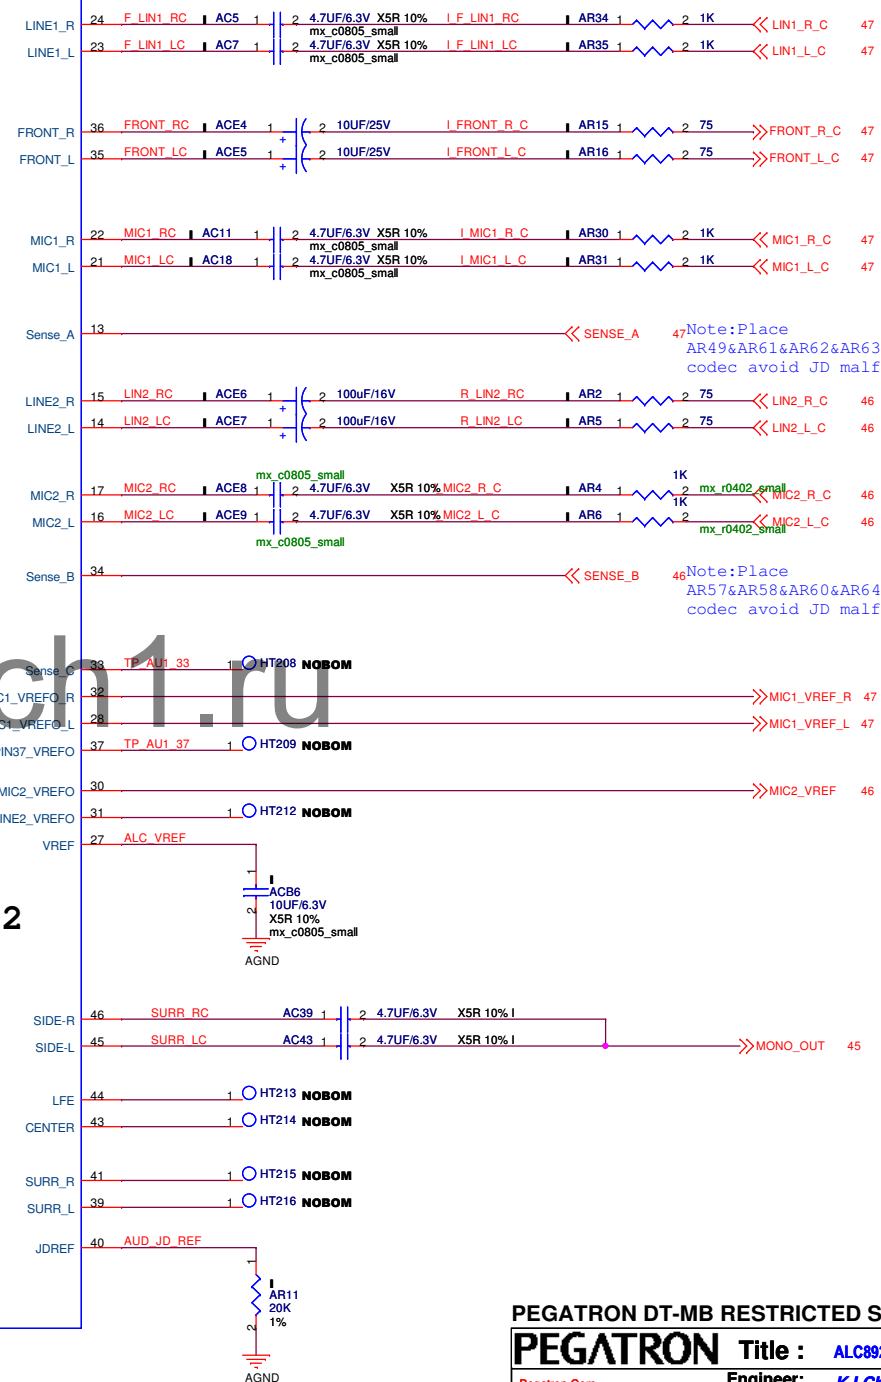 LINE1_R 24 F_LIN1_RC AC5 1 2 4.7UF/6.3V X5R 10% I_F_LIN1_RC AR34 1 2 1K LIN1_R_C 47
mx_c0805_small
LINE1_L 23 F_LIN1_LC AC7 1 2 4.7UF/6.3V X5R 10% I_F_LIN1_LC AR35 1 2 1K LIN1_L_C 47
mx_c0805_small
FRONT_R 36 FRONT_RC ACE4 1 + 2 10UF/25V I_FRONT_R_C AR15 1 2 75 FRONT_R_C 47
FRONT_L 35 FRONT_LC ACE5 1 + 2 10UF/25V I_FRONT_L_C AR16 1 2 75 FRONT_L_C 47
MIC1_R 22 MIC1_RC AC11 1 2 4.7UF/6.3V X5R 10% I_MIC1_R_C AR30 1 2 1K MIC1_R_C 47
mx_c0805_small
MIC1_L 21 MIC1_LC AC18 1 2 4.7UF/6.3V X5R 10% I_MIC1_L_C AR31 1 2 1K MIC1_L_C 47
mx_c0805_small
Sense_A 13 SENSE_A 47
Note:Place
AR49&AR61&AR62&AR63
codec avoid JD malf
LINE2_R 15 LIN2_RC ACE6 1 + 2 100uF/16V R_LIN2_RC AR2 1 2 75 LIN2_R_C 46
LINE2_L 14 LIN2_LC ACE7 1 + 2 100uF/16V R_LIN2_LC AR5 1 2 75 LIN2_L_C 46
mx_c0805_small 1K
MIC2_R 17 MIC2_RC ACE8 1 2 4.7UF/6.3V X5R 10% MIC2_R_C AR4 1 2 mx_r0402_small MIC2_R_C 46
1K
MIC2_L 16 MIC2_LC ACE9 1 2 4.7UF/6.3V X5R 10% MIC2_L_C AR6 1 2 MIC2_L_C 46
mx_r0402_small
mx_c0805_small
Sense_B 34 SENSE_B 46
Note:Place
AR57&AR58&AR60&AR64
codec avoid JD malf
ch1.ru
Sense_C 33 TP_AU1_33 1 HT208 NOBOM
C1_VREFO_R 32 MIC1_VREF_R 47
C1_VREFO_L 28 MIC1_VREF_L 47
PIN37_VREFO 37 TP_AU1_37 1 HT209 NOBOM
MIC2_VREFO 30 MIC2_VREF 46
INE2_VREFO 31 1 HT212 NOBOM
VREF 27 ALC_VREF
1
ACB6
10UF/6.3V
2 X5R 10%
mx_c0805_small
AGND
2
SIDE-R 46 SURR_RC AC39 1 2 4.7UF/6.3V X5R 10% I
SIDE-L 45 SURR_LC AC43 1 2 4.7UF/6.3V X5R 10% I MONO_OUT 45
LFE 44 1 HT213 NOBOM
CENTER 43 1 HT214 NOBOM
SURR_R 41 1 HT215 NOBOM
SURR_L 39 1 HT216 NOBOM
JDREF 40 AUD_JD_REF
1
AR11
20K
2 1%
AGND
PEGATRON DT-MB RESTRICTED S
PEGATRON Title : ALC892
Engineer: